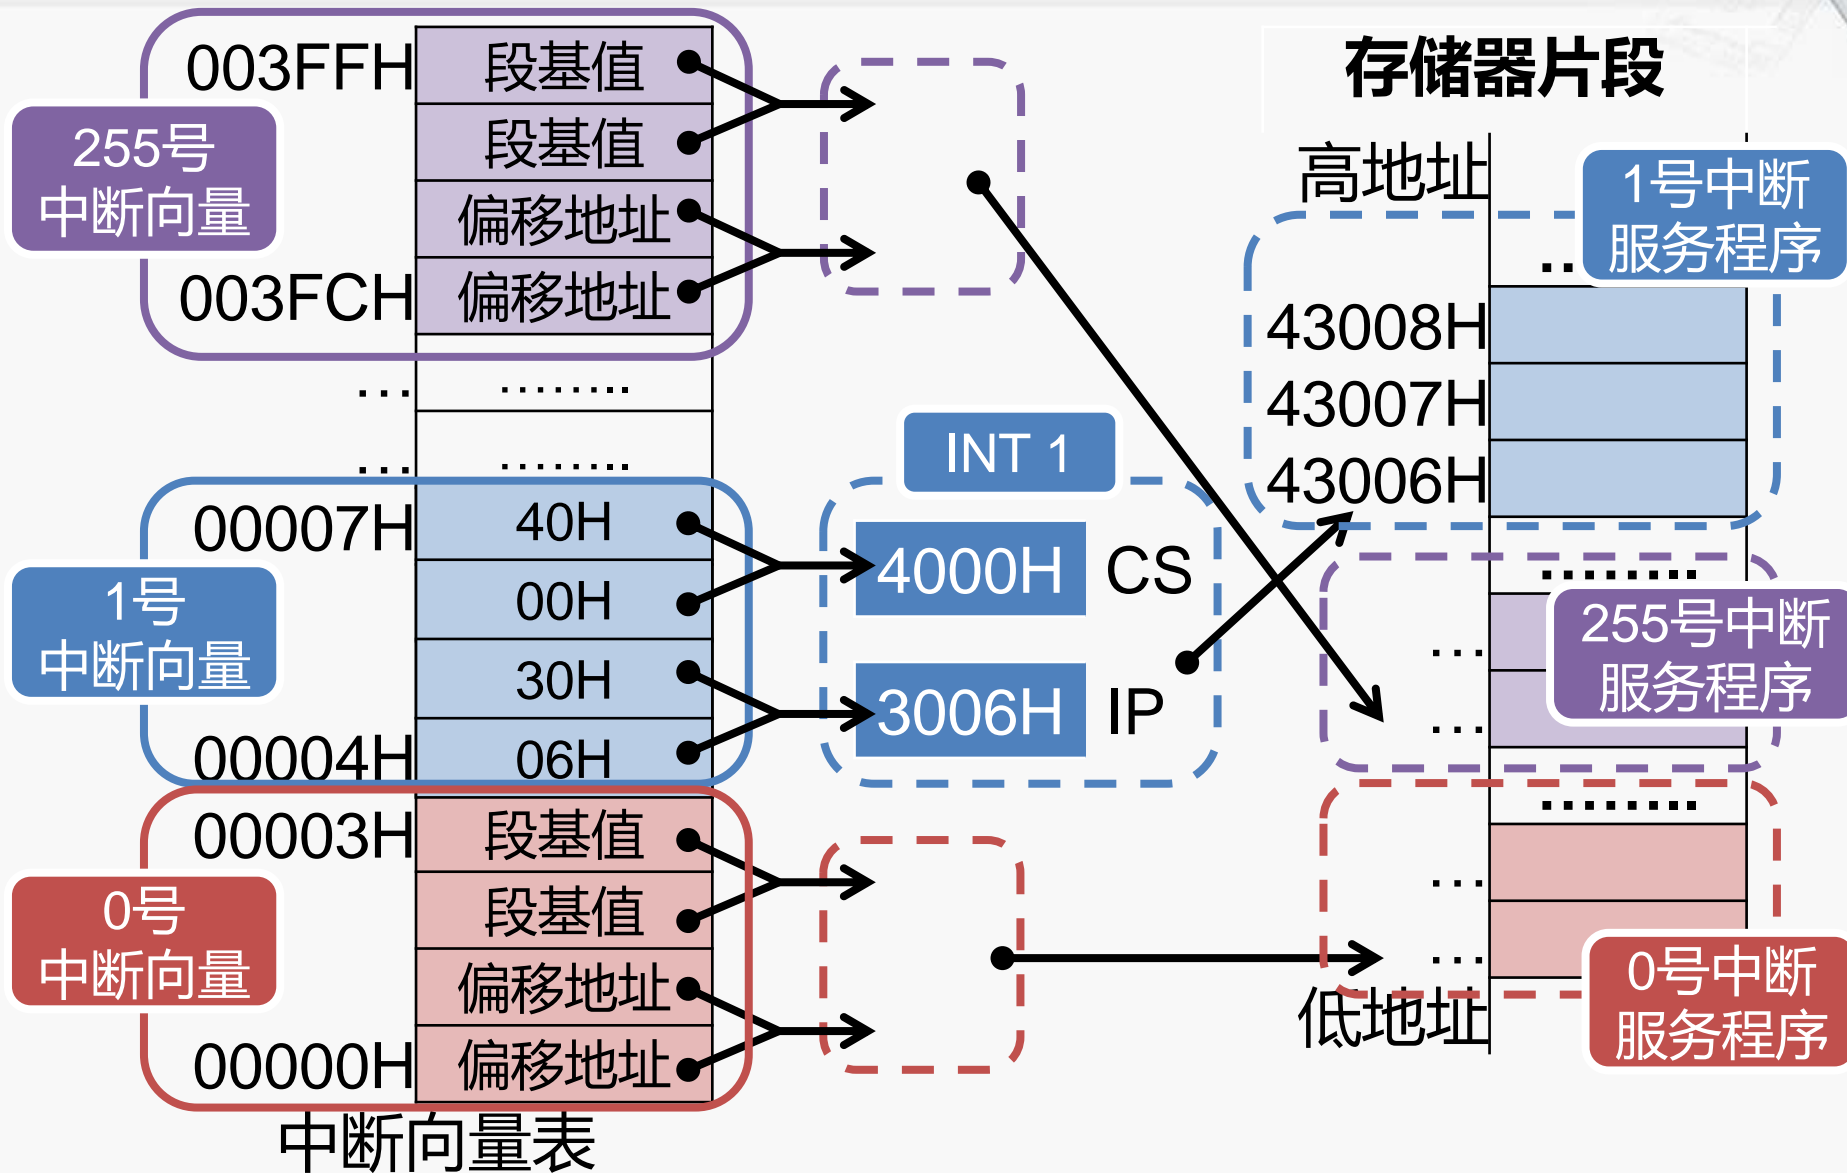 003FFH
段基值
255号
中断向量
段基值
偏移地址
003FCH
偏移地址
...
........
...
........
00007H
40H
1号
中断向量
00H
30H
00004H
06H
00003H
段基值
0号
中断向量
段基值
偏移地址
00000H
偏移地址
中断向量表
INT 1
4000H
CS
3006H
IP
存储器片段
高地址
1号中断
服务程序
..
43008H
43007H
43006H
........
255号中断
服务程序
...
...
........
...
...
0号中断
服务程序
低地址